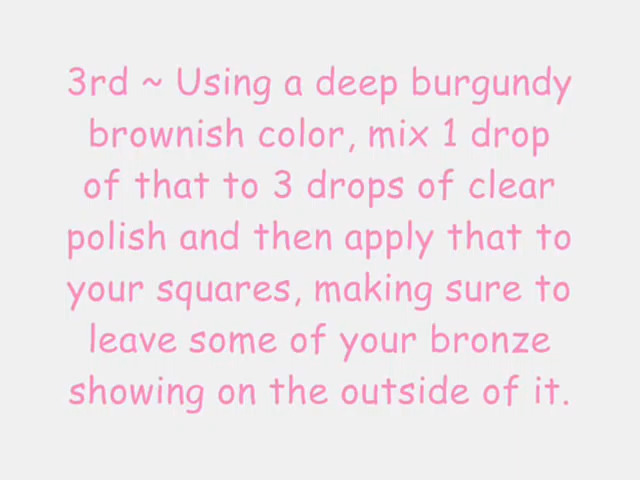 3rd ~ Using a deep burgundy
brownish color, mix 1 drop
of that to 3 drops of clear
polish and then apply that to
your squares, making sure to
leave some of your bronze
showing on the outside of it.